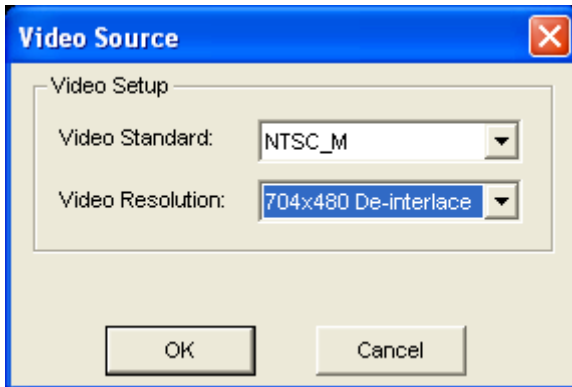 Video Source
Video Setup
Video Standard: NTSC_M
Video Resolution: 704x480 De-interlace
OK Cancel